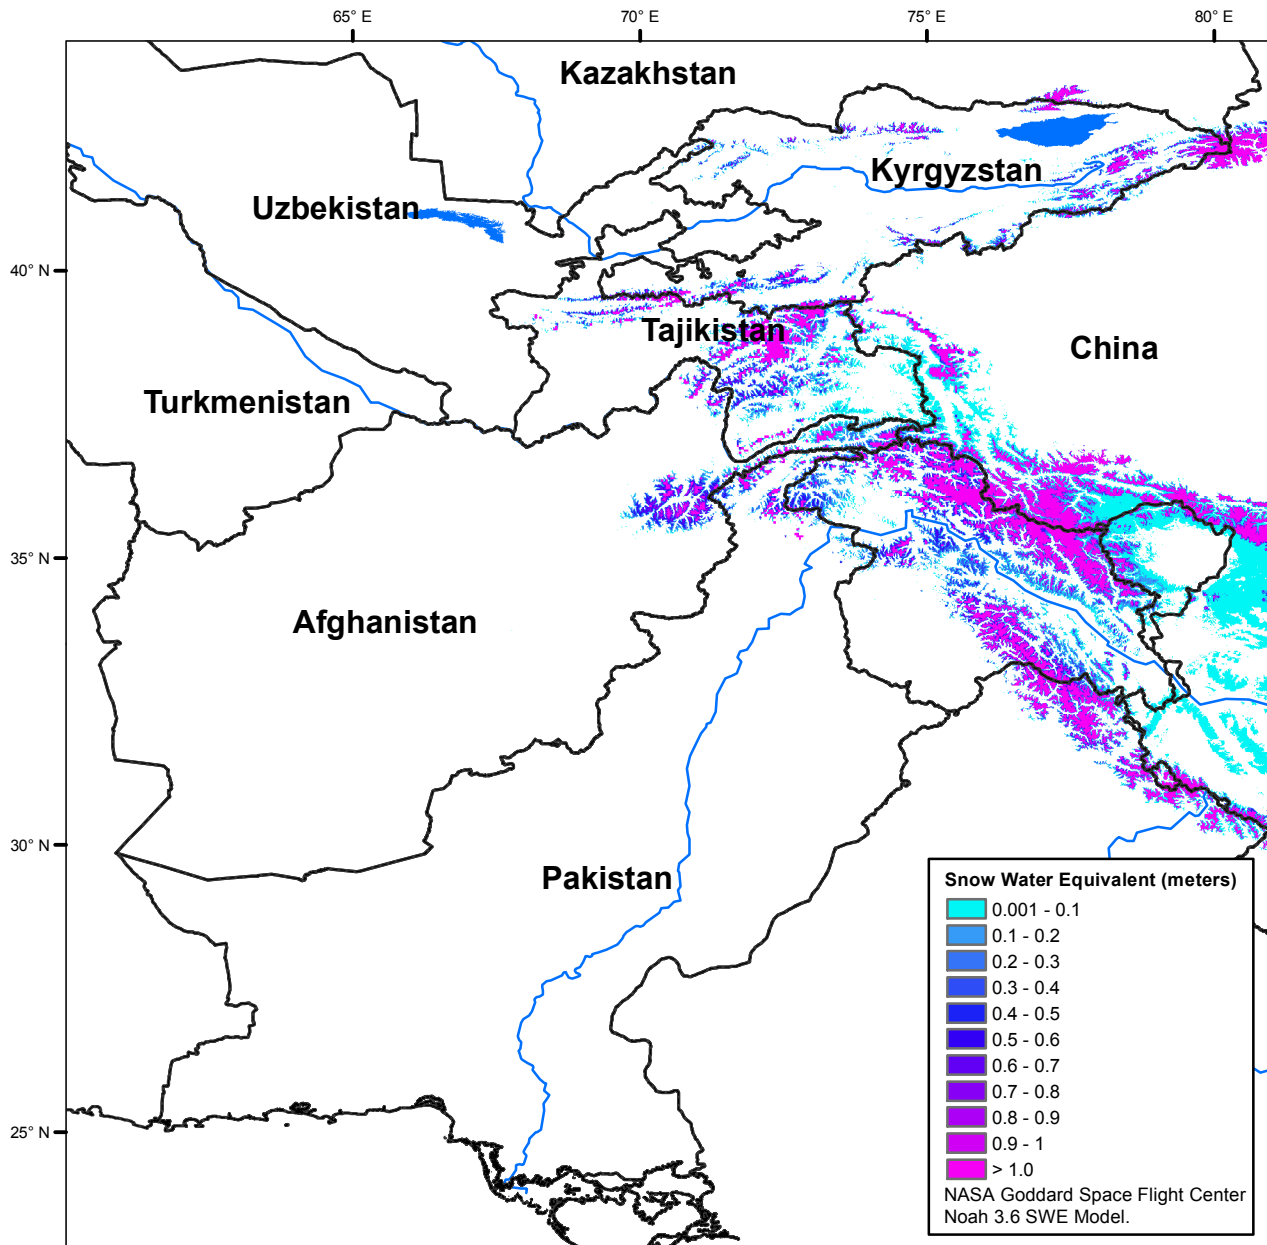 65° E
70° E
75° E
80° E
Kazakhstan
Kyrgyzstan
Uzbekistan
40° N
Tajikistan
China
Turkmenistan
35° N
Afghanistan
30° N
Pakistan
25° N
Snow Water Equivalent (meters)
0.001 - 0.1
0.1 - 0.2
0.2 - 0.3
0.3 - 0.4
0.4 - 0.5
0.5 - 0.6
0.6 - 0.7
0.7 - 0.8
0.8 - 0.9
0.9 - 1
> 1.0
NASA Goddard Space Flight Center
Noah 3.6 SWE Model.